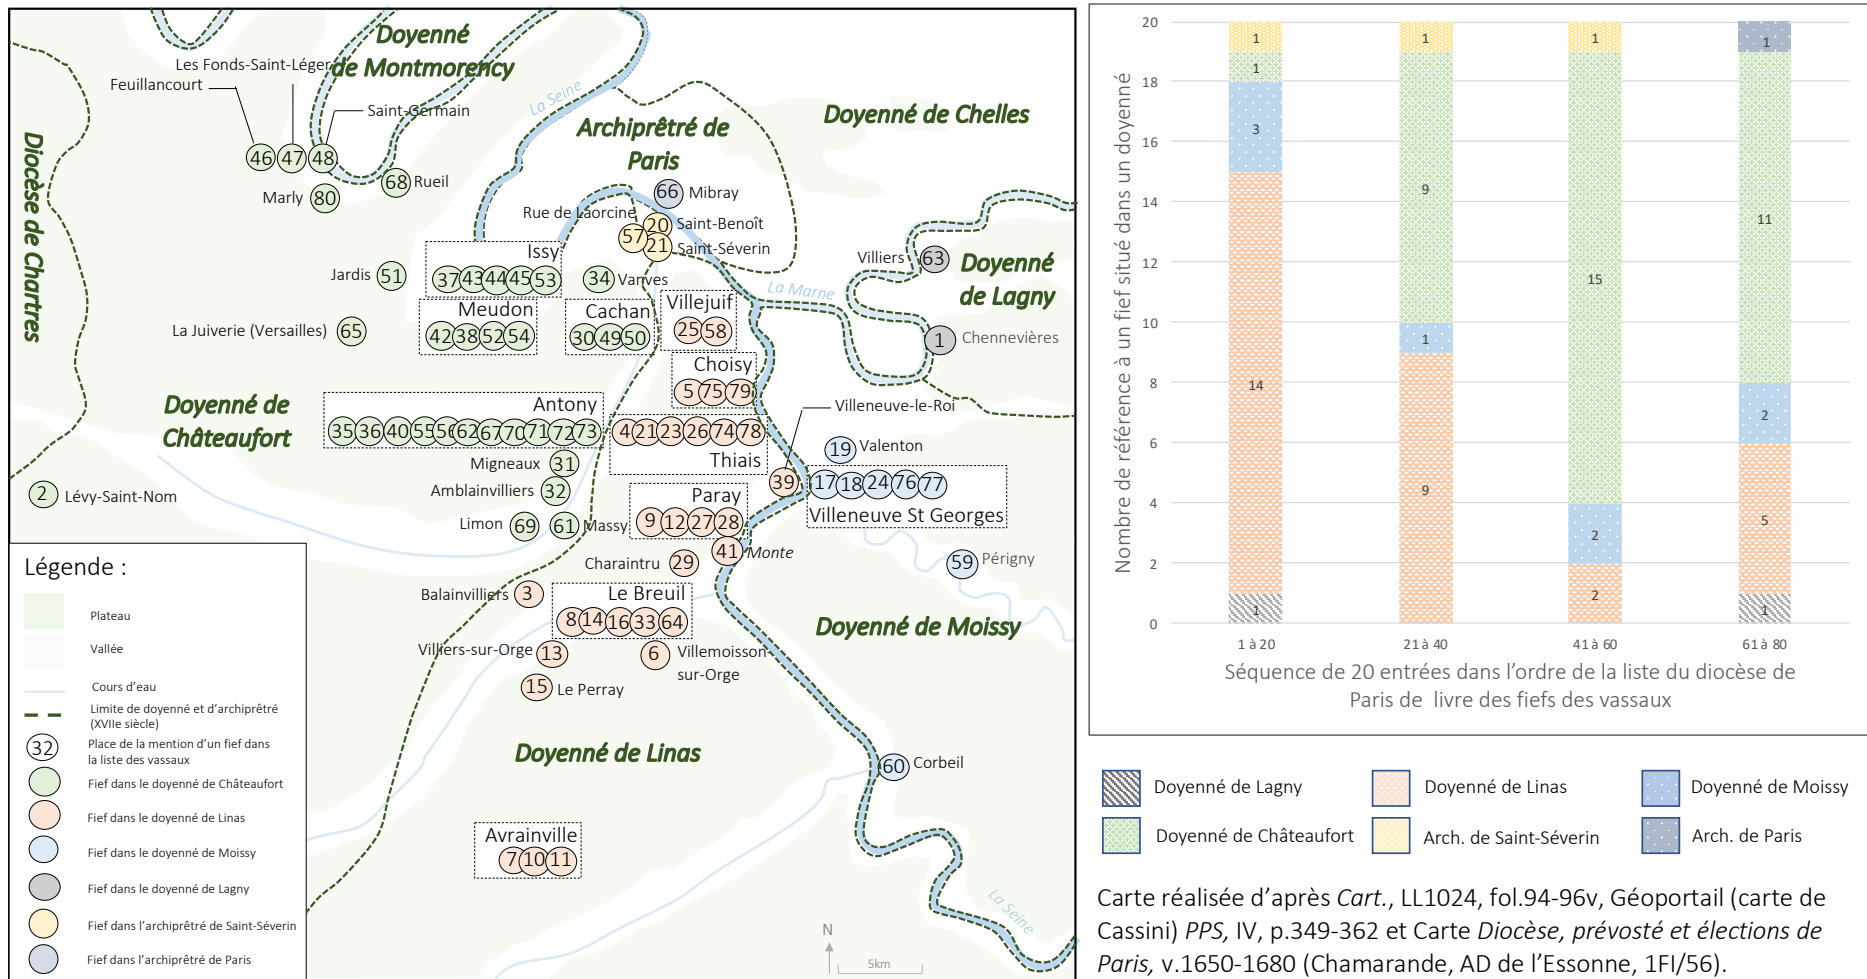 Doyenné
de Montmorency
Les Fonds-Saint-Léger
Feuillancourt
Saint-Germain
La Seine
Archiprêtré de
Paris
Doyenné de Chelles
Diocèse de Chartres
46 47 48
68 Rueil
Marly 80
66 Mibray
Rue de Laorcine
20 Saint-Benoît
57
21 Saint-Séverin
Issy
37 43 44 45 53
Jardis 51
34 Vanves
Villiers 63
Doyenné
de Lagny
La Marne
Meudon
42 38 52 54
Cachan
30 49 50
Villejuif
25 58
La Juiverie (Versailles) 65
1 Chennevières
Choisy
5 75 79
Doyenné de
Châteaufort
Antony
35 36 40 55 56 62 67 70 71 72 73
4 21 23 26 74 78
Thiais
Villeneuve-le-Roi
39
19 Valenton
Migneaux 31
Amblainvilliers 32
2 Lévy-Saint-Nom
17 18 24 76 77
Villeneuve St Georges
Paray
9 12 27 28
Limon 69
61 Massy
41 Monte
Charaintru 29
59 Périgny
Balainvilliers 3
Le Breuil
8 14 16 33 64
Doyenné de Moissy
Villiers-sur-Orge 13
6 Villemoisson-
sur-Orge
15 Le Perray
Doyenné de Linas
60 Corbeil
Avrainville
7 10 11
La Seine
N
5km
Légende :
Plateau
Vallée
Cours d’eau
Limite de doyenné et d’archiprêtré
(XVIIe siècle)
32 Place de la mention d’un fief dans
la liste des vassaux
Fief dans le doyenné de Châteaufort
Fief dans le doyenné de Linas
Fief dans le doyenné de Moissy
Fief dans le doyenné de Lagny
Fief dans l’archiprêtré de Saint-Séverin
Fief dans l’archiprêtré de Paris
Nombre de référence à un fief situé dans un doyenné
20
18
16
14
12
10
8
6
4
2
0
1
1
3
14
1
1
9
1
9
1
15
2
2
1
11
2
5
1
1 à 20
21 à 40
41 à 60
61 à 80
Séquence de 20 entrées dans l’ordre de la liste du diocèse de
Paris de livre des fiefs des vassaux
Doyenné de Lagny
Doyenné de Linas
Doyenné de Moissy
Doyenné de Châteaufort
Arch. de Saint-Séverin
Arch. de Paris
Carte réalisée d’après Cart., LL1024, fol.94-96v, Géoportail (carte de
Cassini) PPS, IV, p.349-362 et Carte Diocèse, prévosté et élections de
Paris, v.1650-1680 (Chamarande, AD de l’Essonne, 1FI/56).